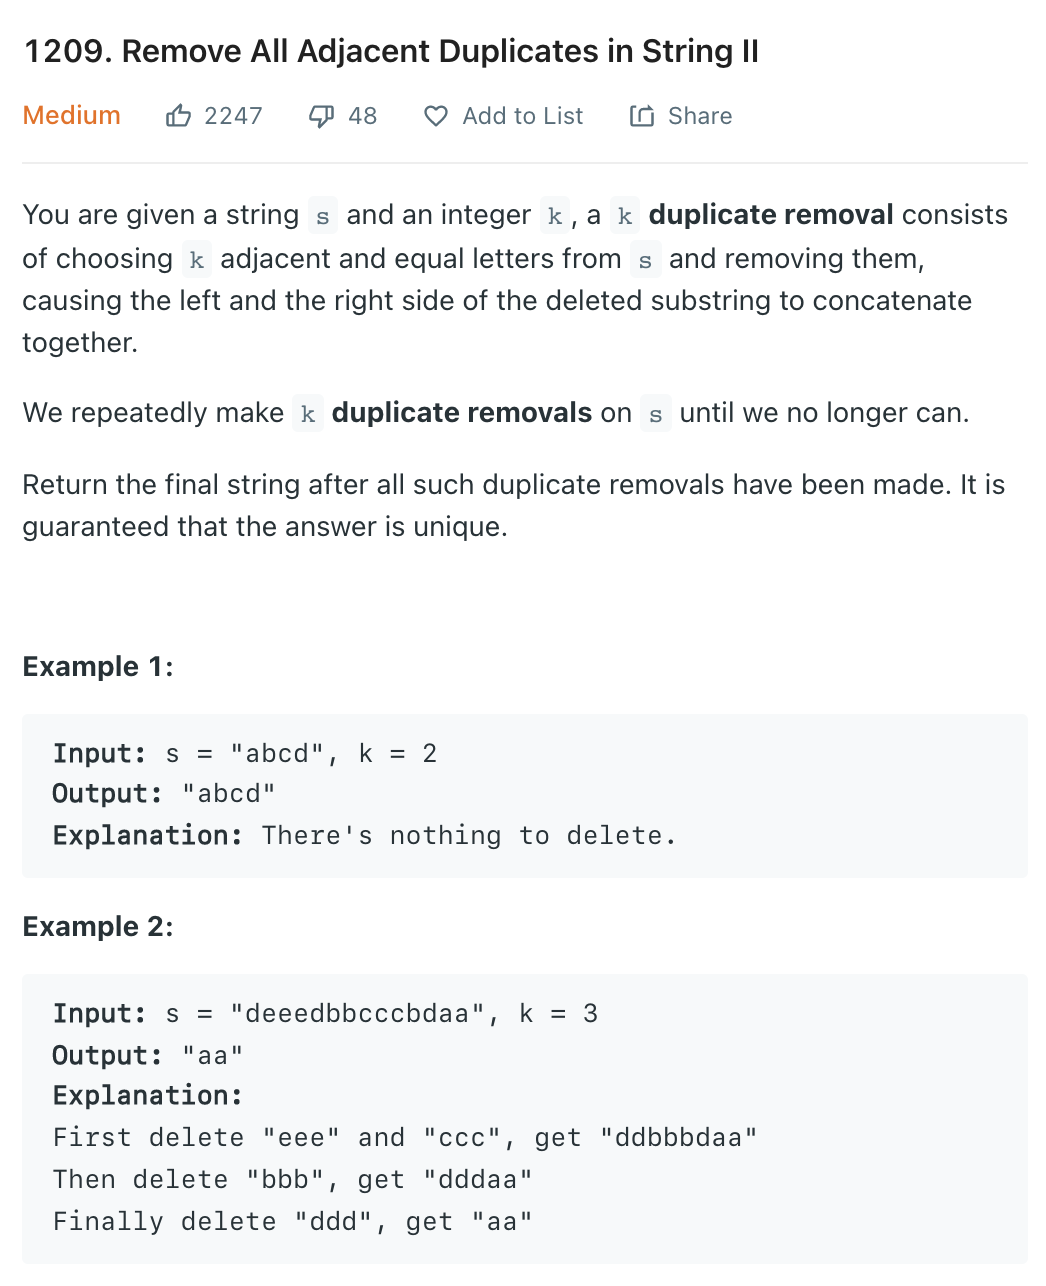 1209. Remove All Adjacent Duplicates in String II
Medium 2247 48 Add to List Share
You are given a string s and an integer k, a k duplicate removal consists
of choosing k adjacent and equal letters from s and removing them,
causing the left and the right side of the deleted substring to concatenate
together.
We repeatedly make k duplicate removals on s until we no longer can.
Return the final string after all such duplicate removals have been made. It is
guaranteed that the answer is unique.
Example 1:
Input: s = "abcd", k = 2
Output: "abcd"
Explanation: There's nothing to delete.
Example 2:
Input: s = "deeedbbcccbdaa", k = 3
Output: "aa"
Explanation:
First delete "eee" and "ccc", get "ddbbbdaa"
Then delete "bbb", get "dddaa"
Finally delete "ddd", get "aa"